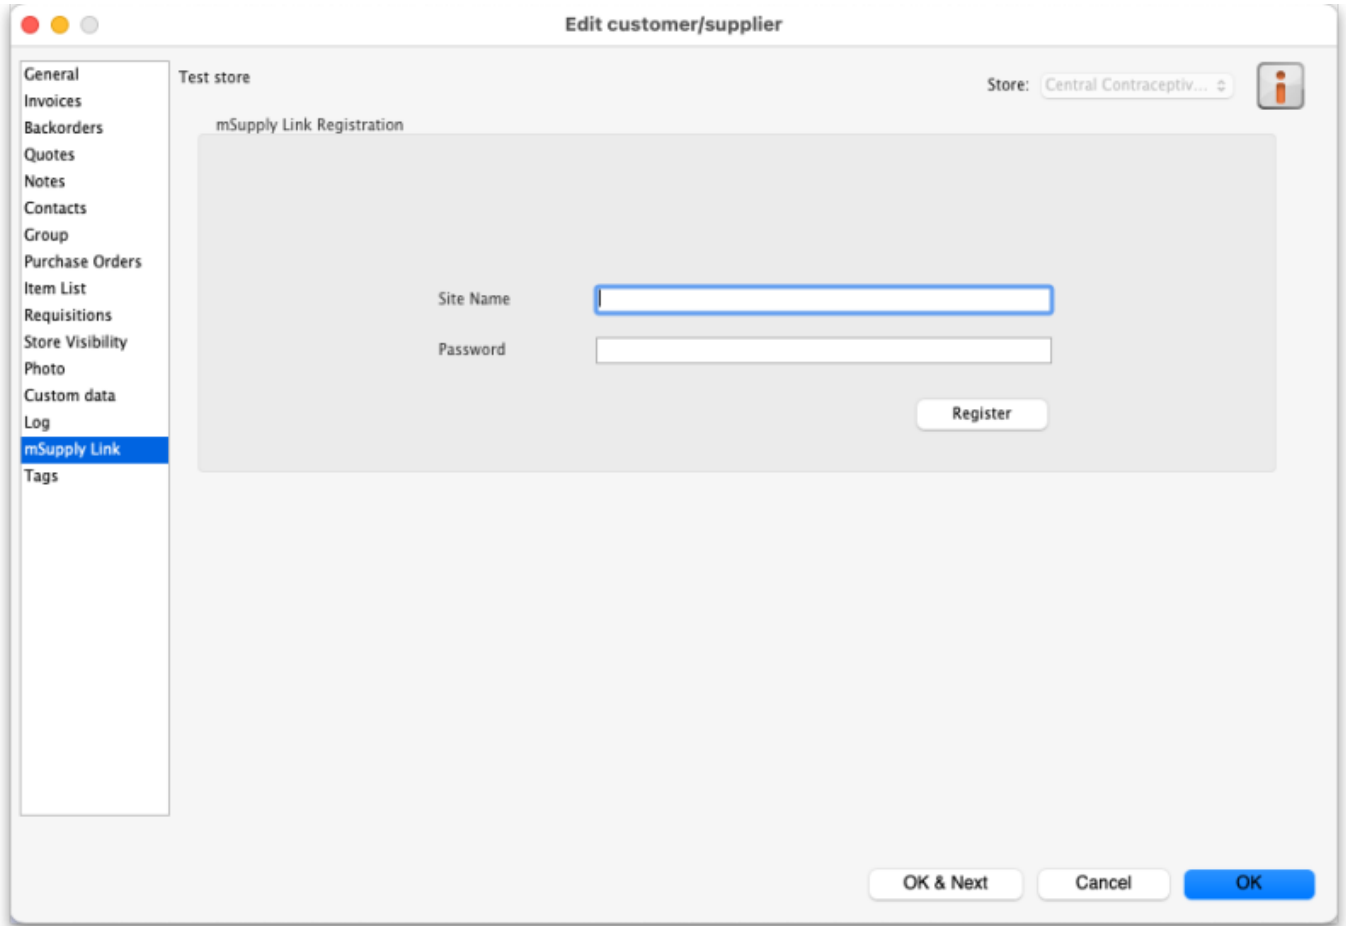 Edit customer/supplier
General
Invoices
Backorders
Quotes
Notes
Contacts
Group
Purchase Orders
Item List
Requisitions
Store Visibility
Photo
Custom data
Log
mSupply Link
Tags
Test store
Store: Central Contraceptiv...
mSupply Link Registration
Site Name
Password
Register
OK & Next
Cancel
OK